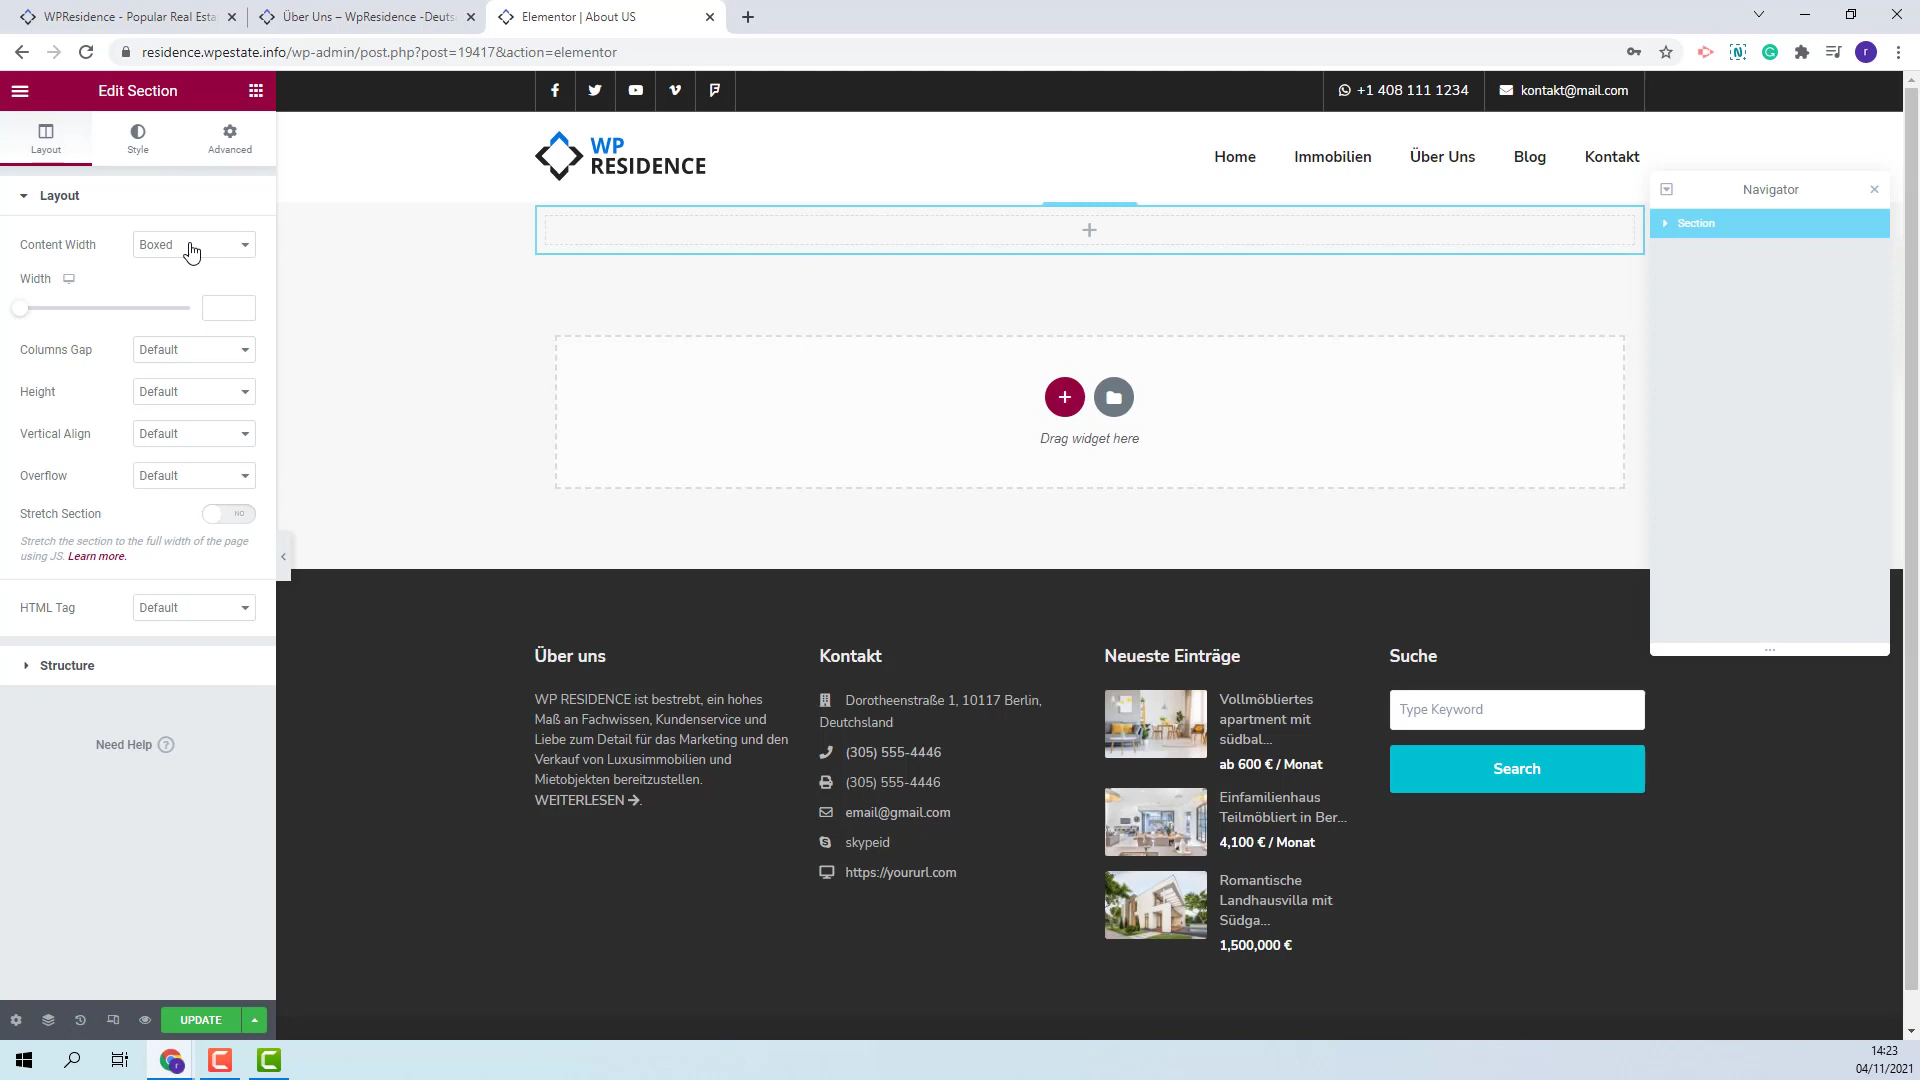 WPResidence - Popular Real Esta
Über Uns – WpResidence -Deuts
Elementor | About US
residence.wpestate.info/wp-admin/post.php?post=19417&action=elementor
r
Edit Section
+1 408 111 1234
kontakt@mail.com
Layout
Style
Advanced
WP
RESIDENCE
Home
Immobilien
Über Uns
Blog
Kontakt
Navigator
Layout
Section
Content Width
Boxed
Width
Columns Gap
Default
Height
Default
Vertical Align
Default
Drag widget here
Overflow
Default
Stretch Section
NO
Stretch the section to the full width of the page
using JS. Learn more.
HTML Tag
Default
Structure
Need Help
Über uns
WP RESIDENCE ist bestrebt, ein hohes
Maß an Fachwissen, Kundenservice und
Liebe zum Detail für das Marketing und den
Verkauf von Luxusimmobilien und
Mietobjekten bereitzustellen.
WEITERLESEN →.
Kontakt
Dorotheenstraße 1, 10117 Berlin,
Deutchsland
(305) 555-4446
(305) 555-4446
email@gmail.com
skypeid
https://yoururl.com
Neueste Einträge
Vollmöbliertes
apartment mit
südbal...
ab 600 € / Monat
Einfamilienhaus
Teilmöbliert in Ber...
4,100 € / Monat
Romantische
Landhausvilla mit
Südga...
1,500,000 €
Suche
Type Keyword
Search
UPDATE
14:23
04/11/2021